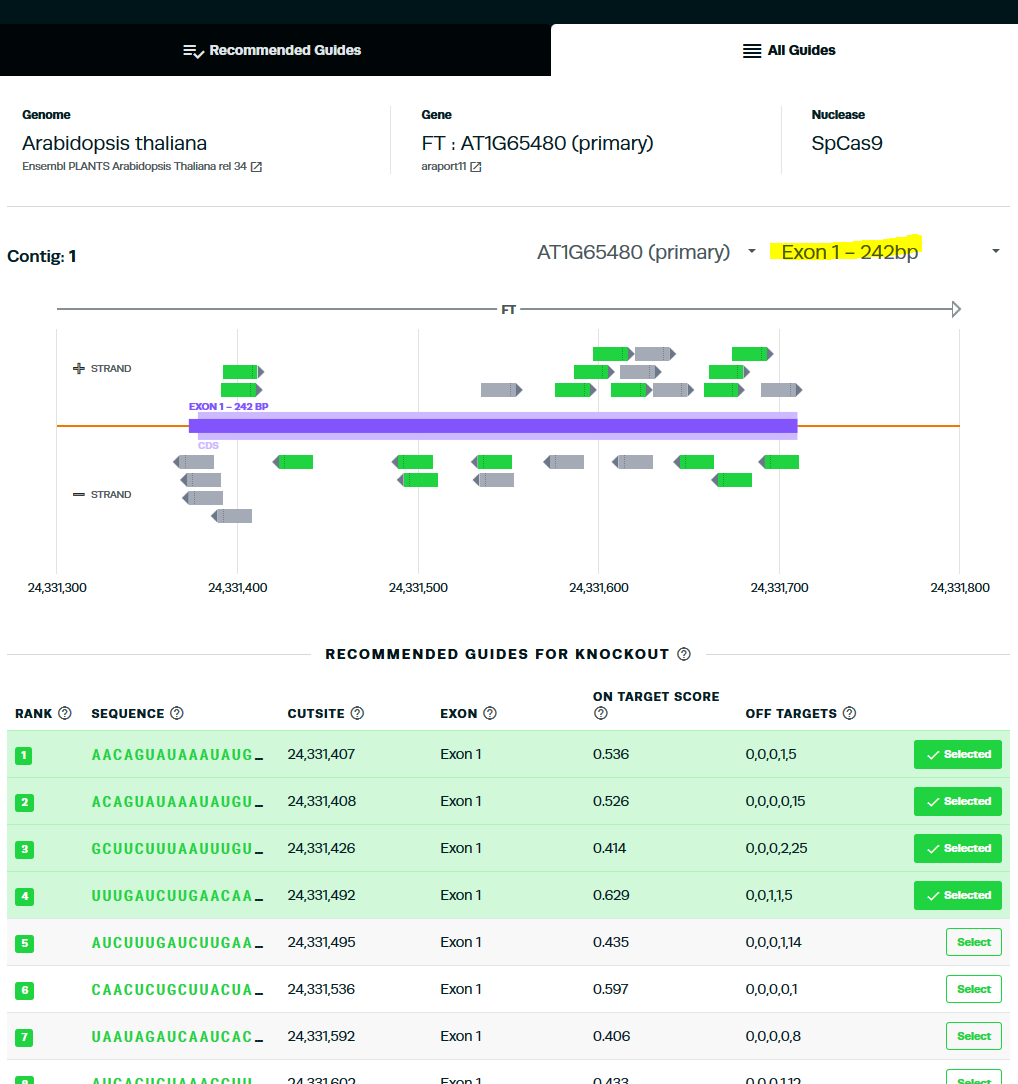 Recommended Guides
All Guides
Genome
Gene
Nuclease
Arabidopsis thaliana
FT : AT1G65480 (primary)
SpCas9
Ensembl PLANTS Arabidopsis Thaliana rel 34
araport11
Contig: 1
AT1G65480 (primary)
Exon 1 – 242bp
FT
STRAND
EXON 1 – 242 BP
CDS
STRAND
24,331,300 24,331,400 24,331,500 24,331,600 24,331,700 24,331,800
RECOMMENDED GUIDES FOR KNOCKOUT
RANK SEQUENCE CUTSITE EXON ON TARGET SCORE OFF TARGETS
1 AACAGUAUAAAUAUG… 24,331,407 Exon 1 0.536 0,0,0,1,5 Selected
2 ACAGUAUAAAUAUGU… 24,331,408 Exon 1 0.526 0,0,0,0,15 Selected
3 GCUUCUUUAAUUUGU… 24,331,426 Exon 1 0.414 0,0,0,2,25 Selected
4 UUUGAUCUUGAACAA… 24,331,492 Exon 1 0.629 0,0,1,1,5 Selected
5 AUCUUUGAUCUUGAA… 24,331,495 Exon 1 0.435 0,0,0,1,14 Select
6 CAACUCUGCUUACUA… 24,331,536 Exon 1 0.597 0,0,0,0,1 Select
7 UAAUAGAUCAAUCAC… 24,331,592 Exon 1 0.406 0,0,0,0,8 Select
24,331,602 Exon 1 0.433 Select